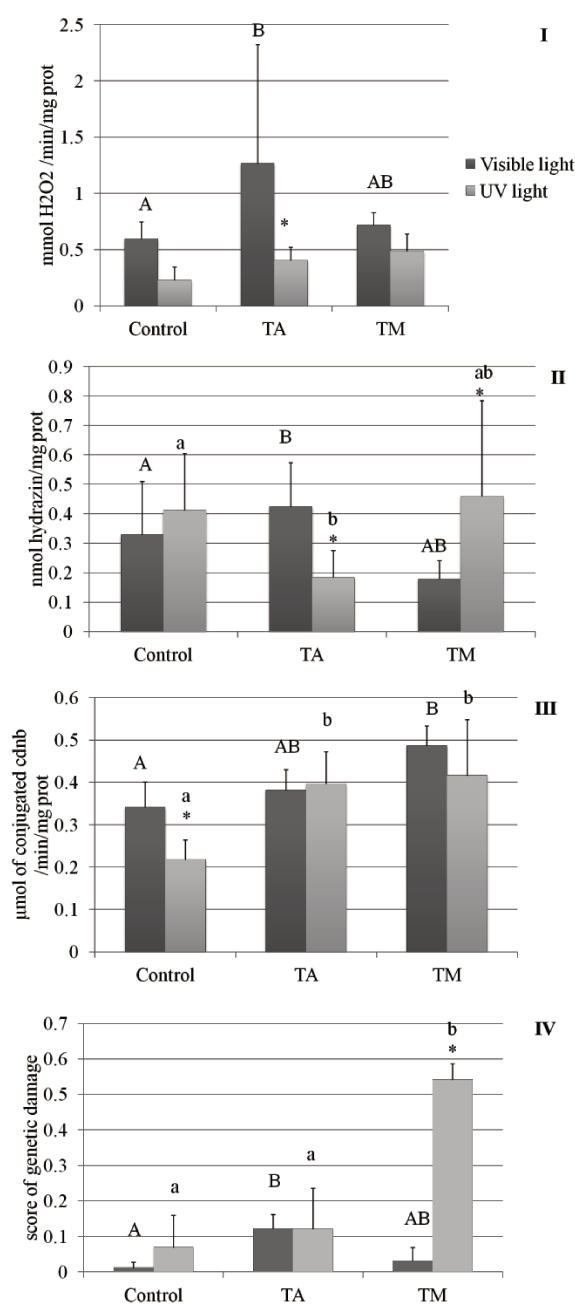 I
mmol H2O2 /min/mg prot
2.5
2
1.5
1
0.5
0
A
B
*
AB
Visible light
UV light
Control TA TM
II
nmol hydrazin/mg prot
0.9
0.8
0.7
0.6
0.5
0.4
0.3
0.2
0.1
0
A
a
B
b
*
AB
ab
*
Control TA TM
III
µmol of conjugated cdnb
/min/mg prot
0.6
0.5
0.4
0.3
0.2
0.1
0
A
a
*
AB
b
B
b
Control TA TM
IV
score of genetic damage
0.7
0.6
0.5
0.4
0.3
0.2
0.1
0
A
a
B
a
AB
b
*
Control TA TM